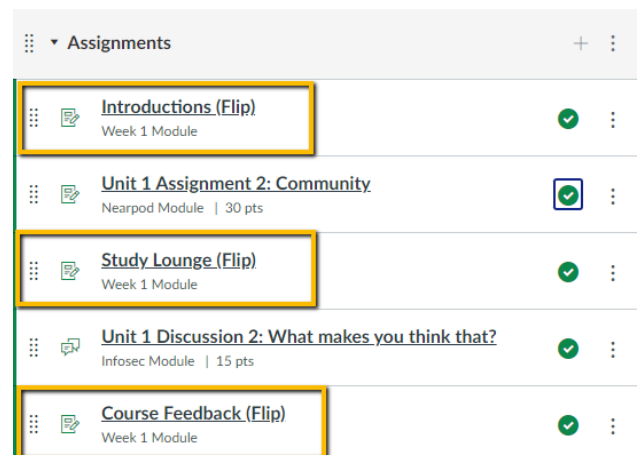 Assignments
Introductions (Flip)
Week 1 Module
Unit 1 Assignment 2: Community
Nearpod Module | 30 pts
Study Lounge (Flip)
Week 1 Module
Unit 1 Discussion 2: What makes you think that?
Infosec Module | 15 pts
Course Feedback (Flip)
Week 1 Module